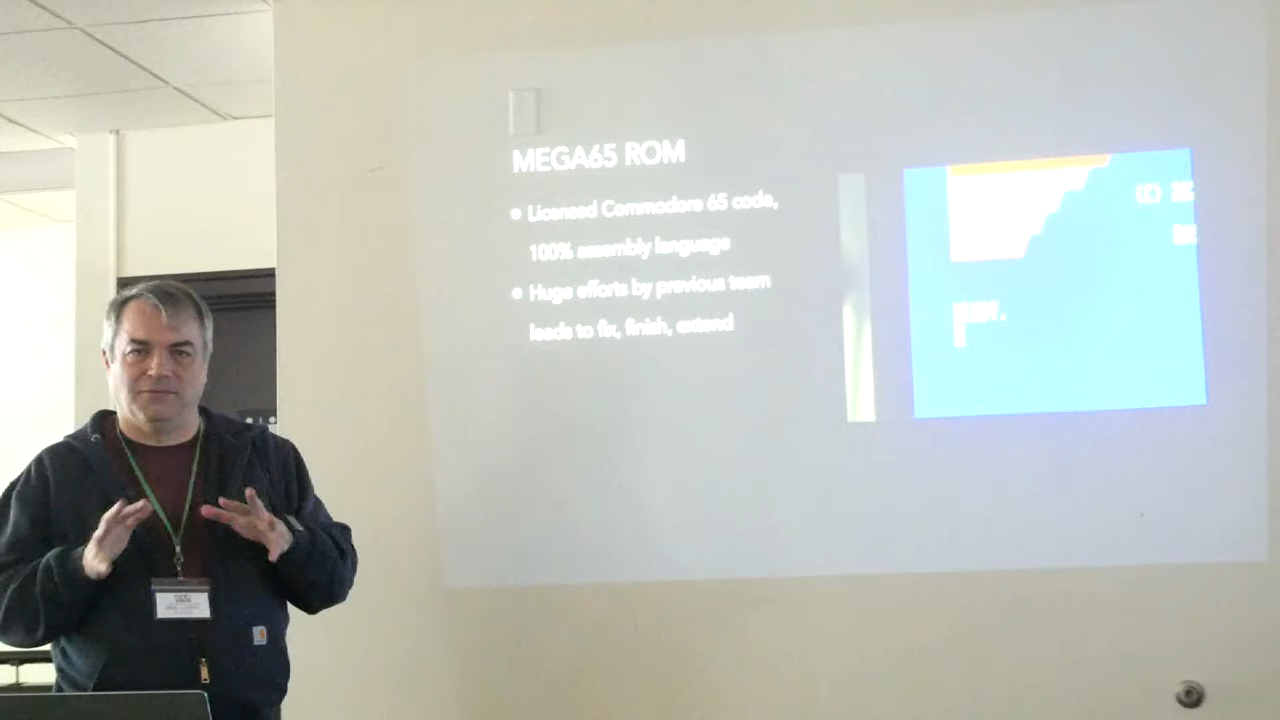 MEGA65 ROM
• Licensed Commodore 65 code,
100% assembly language
• Huge efforts by previous team
leads to fix, finish, extend
READY.